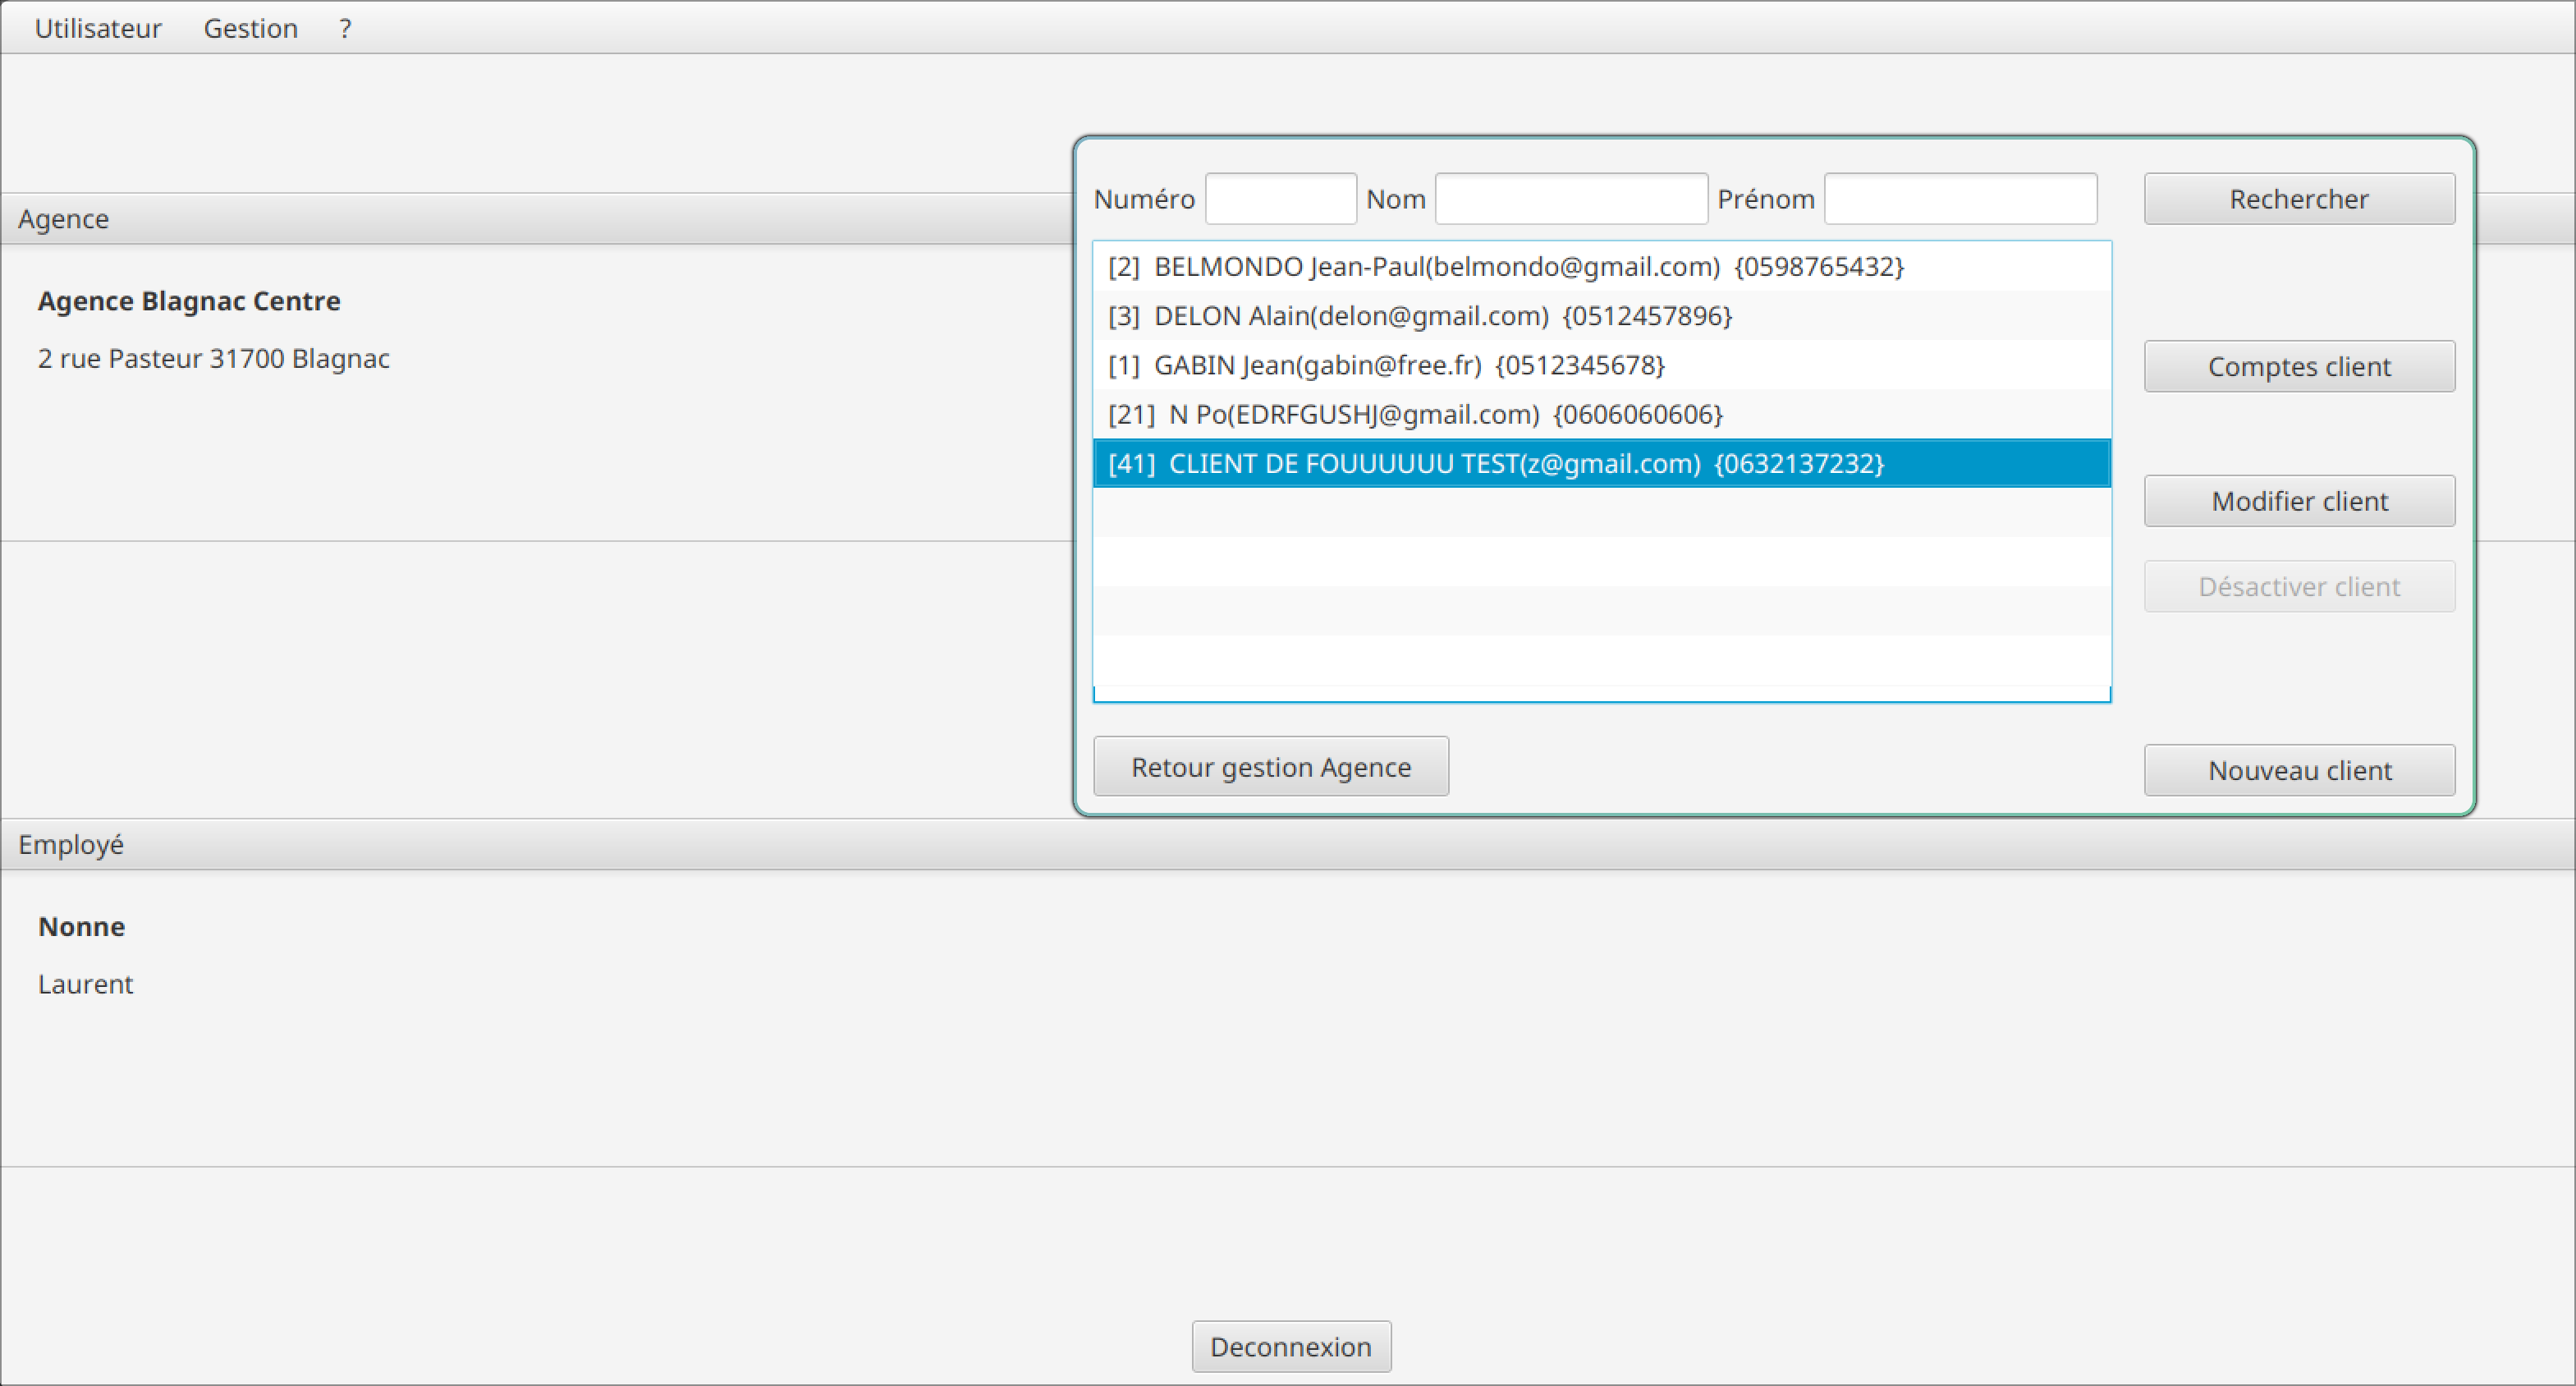 Utilisateur Gestion ?
Agence
Agence Blagnac Centre
2 rue Pasteur 31700 Blagnac
Numéro Nom Prénom Rechercher
[2] BELMONDO Jean-Paul(belmondo@gmail.com) {0598765432}
[3] DELON Alain(delon@gmail.com) {0512457896}
[1] GABIN Jean(gabin@free.fr) {0512345678}
[21] N Po(EDRFGUSHJ@gmail.com) {0606060606}
[41] CLIENT DE FOUUUUUU TEST(z@gmail.com) {0632137232}
Comptes client
Modifier client
Désactiver client
Retour gestion Agence
Nouveau client
Employé
Nonne
Laurent
Deconnexion